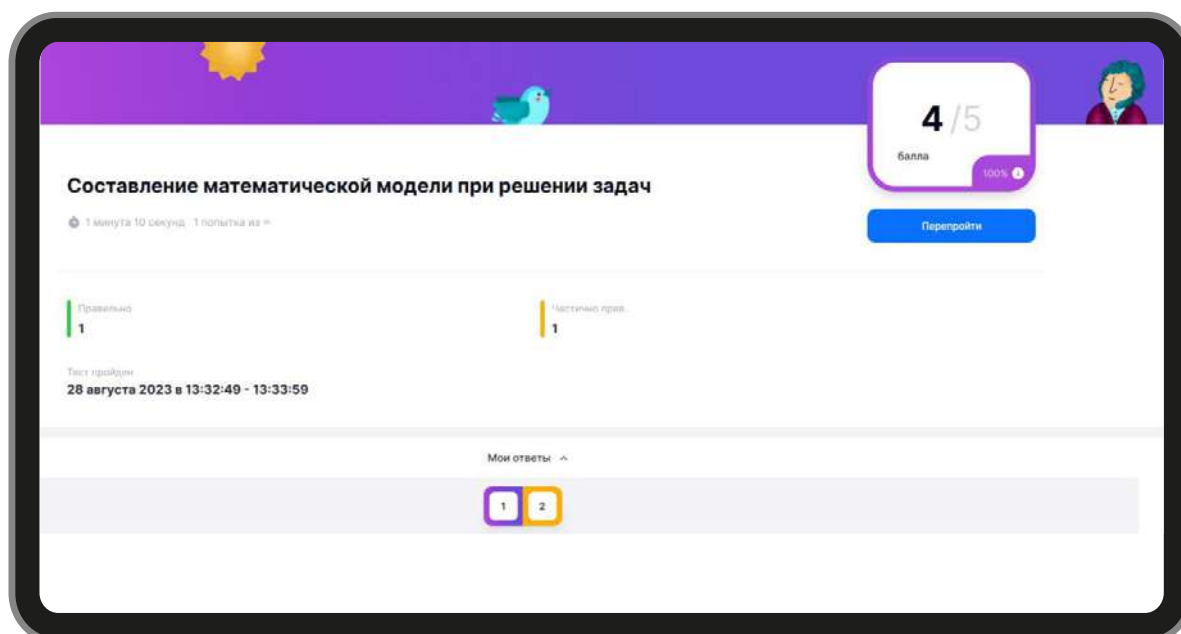 4 /5
балла
100%
Составление математической модели при решении задач
1 минута 10 секунд 1 попытка из ∞
Перепройти
Правильно
1
Частично прав...
1
Тест пройден
28 августа 2023 в 13:32:49 - 13:33:59
Мои ответы
1 2